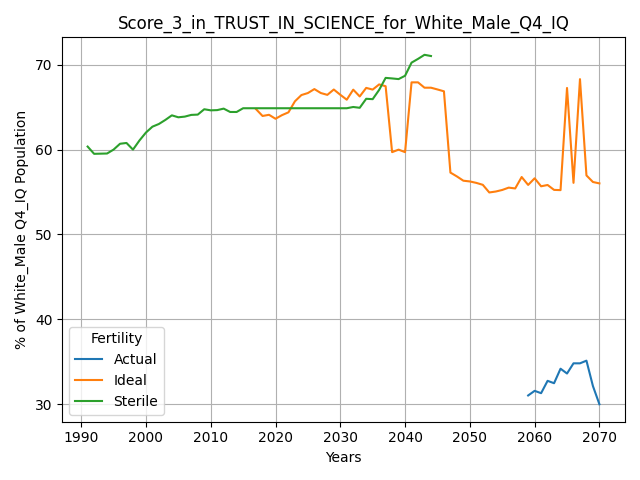 Score_3_in_TRUST_IN_SCIENCE_for_White_Male_Q4_IQ
% of White_Male Q4_IQ Population
70
60
50
40
30
Fertility
Actual
Ideal
Sterile
1990 2000 2010 2020 2030 2040 2050 2060 2070
Years